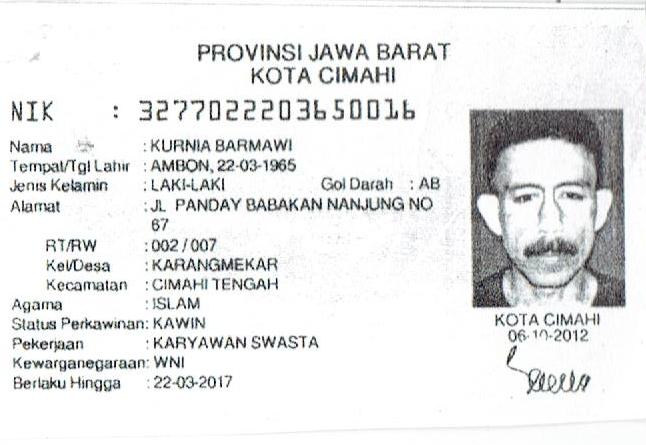 PROVINSI JAWA BARAT
KOTA CIMAHI
NIK : 3277022203650016
Nama : KURNIA BARMAWI
Tempat/Tgl Lahir : AMBON, 22-03-1965
Jenis Kelamin : LAKI-LAKI Gol Darah : AB
Alamat : JL PANDAY BABAKAN NANJUNG NO
67
RT/RW : 002 / 007
Kel/Desa : KARANGMEKAR
Kecamatan : CIMAHI TENGAH
Agama : ISLAM
Status Perkawinan: KAWIN
Pekerjaan : KARYAWAN SWASTA
Kewarganegaraan: WNI
Berlaku Hingga : 22-03-2017
KOTA CIMAHI
06-10-2012